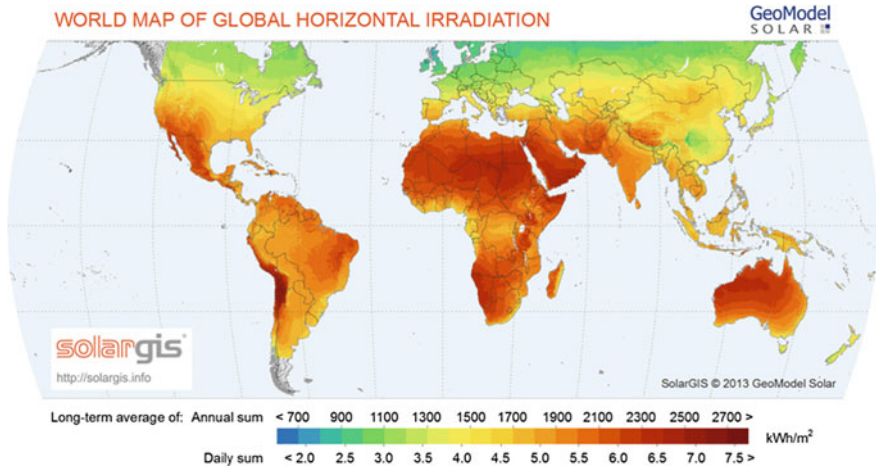 WORLD MAP OF GLOBAL HORIZONTAL IRRADIATION
GeoModel
SOLAR
solargis
http://solargis.info
SolarGIS © 2013 GeoModel Solar
Long-term average of: Annual sum < 700 900 1100 1300 1500 1700 1900 2100 2300 2500 2700 >
kWh/m²
Daily sum < 2.0 2.5 3.0 3.5 4.0 4.5 5.0 5.5 6.0 6.5 7.0 7.5 >